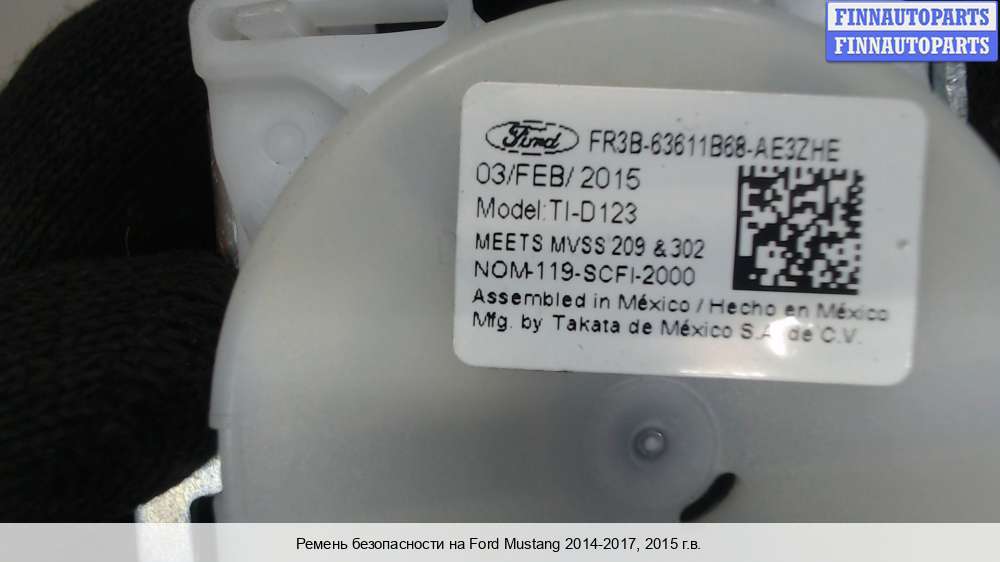 FINNAUTOPARTS
FINNAUTOPARTS
Ford FR3B-63611B68-AE3ZHE
03/FEB/2015
Model:TI-D123
MEETS MVSS 209 & 302
NOM-119-SCFI-2000
Assembled in México / Hecho en México
Mfg. by Takata de México S.A. de C.V.
Ремень безопасности на Ford Mustang 2014-2017, 2015 г.в.